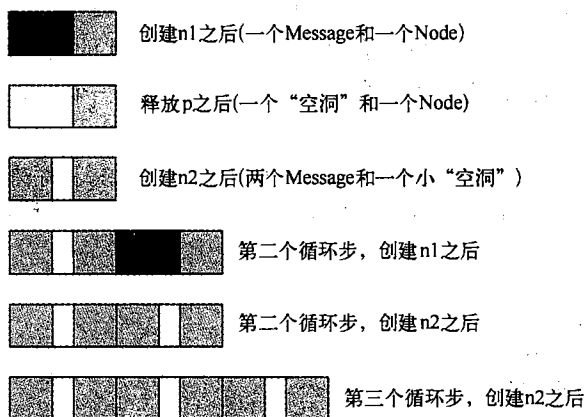 创建n1之后(一个Message和一个Node)
释放p之后(一个“空洞”和一个Node)
创建n2之后(两个Message和一个小“空洞”)
第二个循环步，创建n1之后
第二个循环步，创建n2之后
第三个循环步，创建n2之后